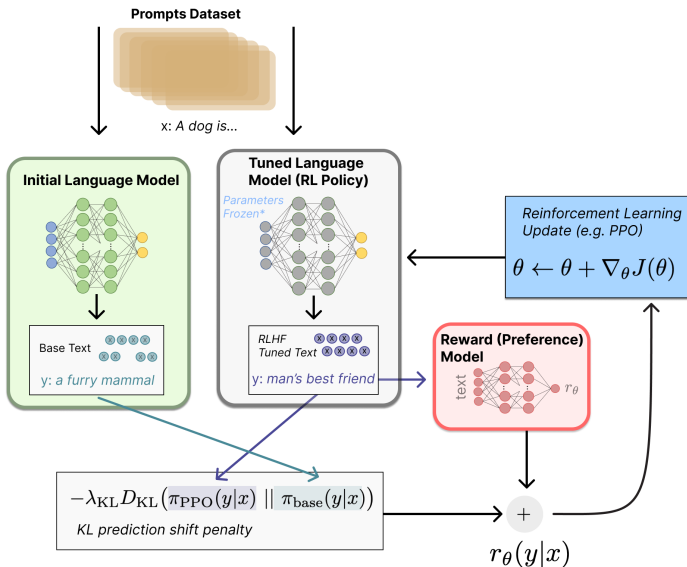 Prompts Dataset
x: A dog is...
Initial Language Model
Tuned Language
Model (RL Policy)
Parameters
Frozen*
Reinforcement Learning
Update (e.g. PPO)
θ ← θ + ∇θJ(θ)
Base Text
x x x x
x x x x
y: a furry mammal
RLHF
Tuned Text
x x x x
x x x x
y: man's best friend
Reward (Preference)
Model
text
rθ
−λKL DKL(πPPO(y|x) || πbase(y|x))
KL prediction shift penalty
+
rθ(y|x)